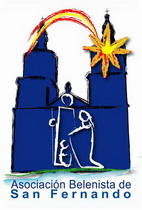 Asociación Belenista de
San Fernando